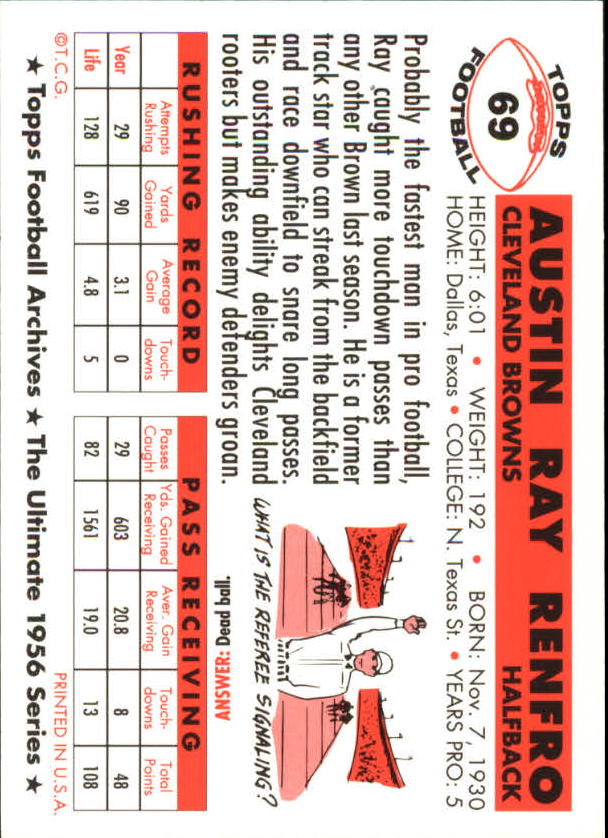 TOPPS
69
FOOTBALL
AUSTIN RAY RENFRO
CLEVELAND BROWNS HALFBACK
HEIGHT: 6:01 • WEIGHT: 192 • BORN: Nov. 7, 1930
HOME: Dallas, Texas • COLLEGE: N. Texas St. • YEARS PRO: 5
Probably the fastest man in pro football,
Ray caught more touchdown passes than
any other Brown last season. He is a former
track star who can streak from the backfield
and race downfield to snare long passes.
His outstanding ability delights Cleveland
rooters but makes enemy defenders groan.
WHAT IS THE REFEREE SIGNALING?
ANSWER: Dead ball.
RUSHING RECORD
Attempts Rushing Yards Gained Average Gain Touch-downs
Year 29 90 3.1 0
Life 128 619 4.8 5
PASS RECEIVING
Passes Caught Yds. Gained Receiving Aver. Gain Receiving Touch-downs Total Points
29 603 20.8 8 48
82 1561 19.0 13 108
©T.C.G. PRINTED IN U.S.A.
★ Topps Football Archives ★ The Ultimate 1956 Series ★